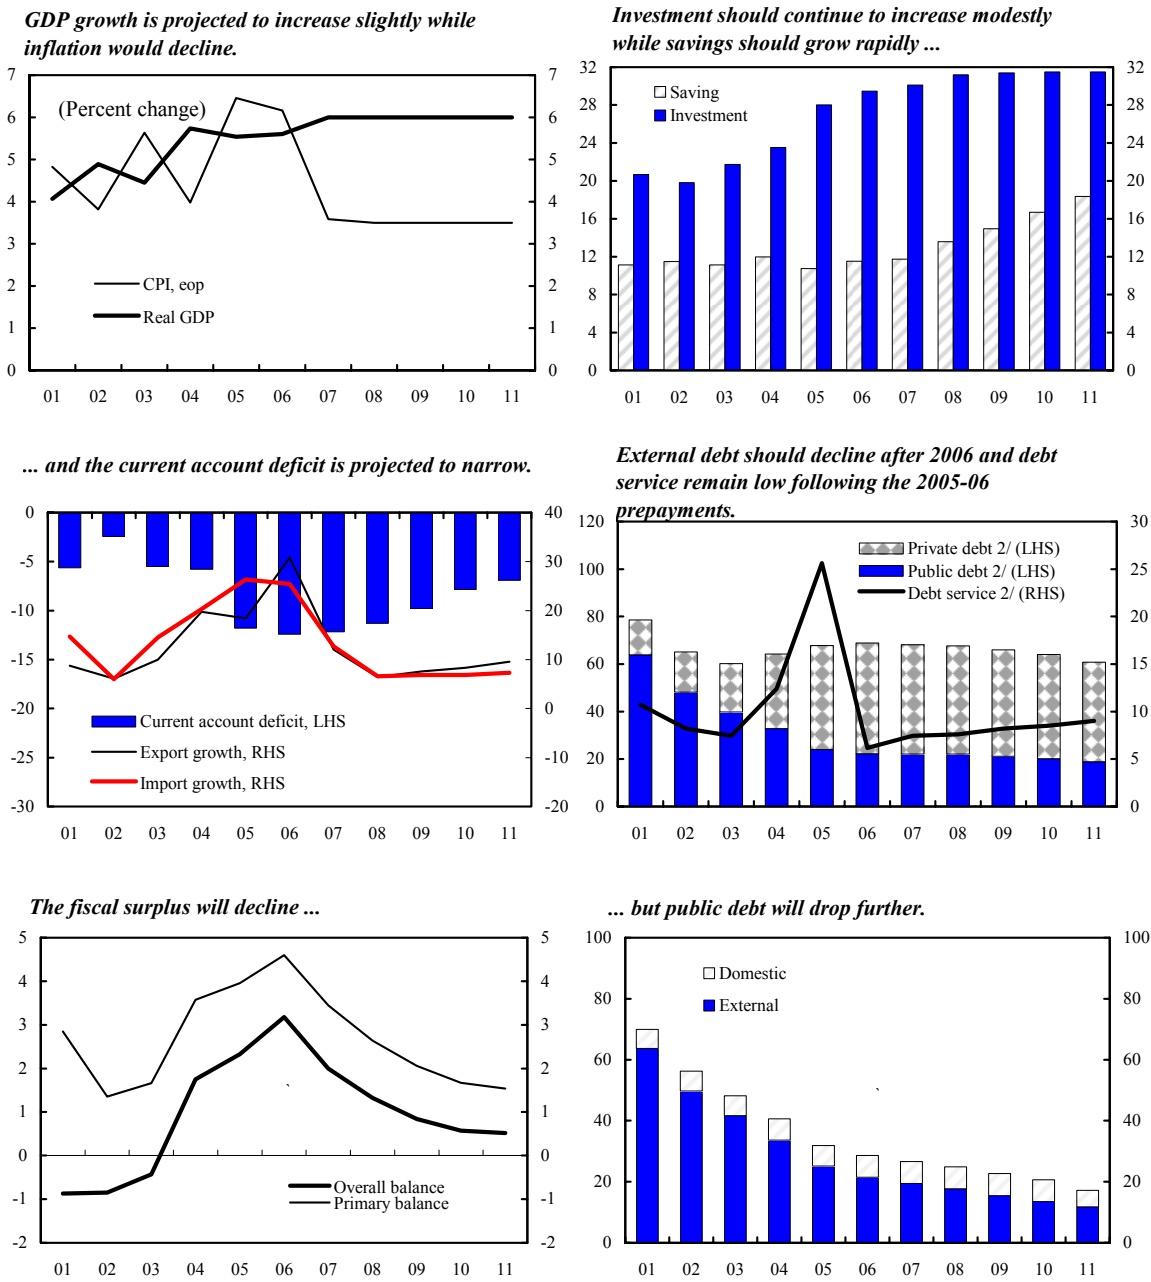 GDP growth is projected to increase slightly while
inflation would decline.
7 7
(Percent change)
6 6
5 5
4 4
3 3
CPI, eop
2 2
Real GDP
1 1
0 0
01 02 03 04 05 06 07 08 09 10 11
Investment should continue to increase modestly
while savings should grow rapidly ...
32 32
Saving
28 28
Investment
24 24
20 20
16 16
12 12
8 8
4 4
0 0
01 02 03 04 05 06 07 08 09 10 11
... and the current account deficit is projected to narrow.
0 40
-5 30
-10 20
-15 10
-20 0
Current account deficit, LHS
Export growth, RHS
-25 -10
Import growth, RHS
-30 -20
01 02 03 04 05 06 07 08 09 10 11
External debt should decline after 2006 and debt
service remain low following the 2005-06
prepayments.
120 30
Private debt 2/ (LHS)
100 25
Public debt 2/ (LHS)
Debt service 2/ (RHS)
80 20
60 15
40 10
20 5
0 0
01 02 03 04 05 06 07 08 09 10 11
The fiscal surplus will decline ...
5 5
4 4
3 3
2 2
1 1
0 0
Overall balance
Primary balance
-1 -1
-2 -2
01 02 03 04 05 06 07 08 09 10 11
... but public debt will drop further.
100 100
Domestic
External
80 80
60 60
40 40
20 20
0 0
01 02 03 04 05 06 07 08 09 10 11